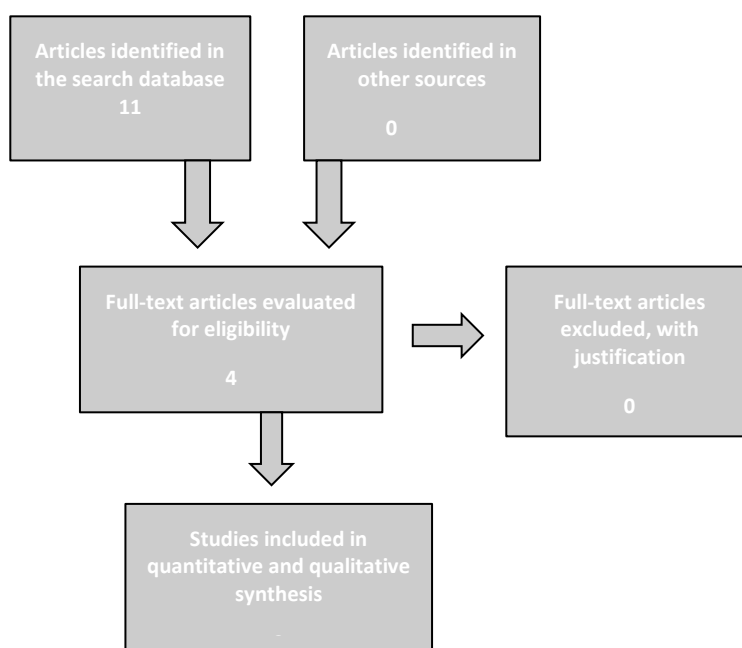 Articles identified in
the search database
11
Articles identified in
other sources
0
Full-text articles evaluated
for eligibility
4
Full-text articles
excluded, with
justification
0
Studies included in
quantitative and qualitative
synthesis